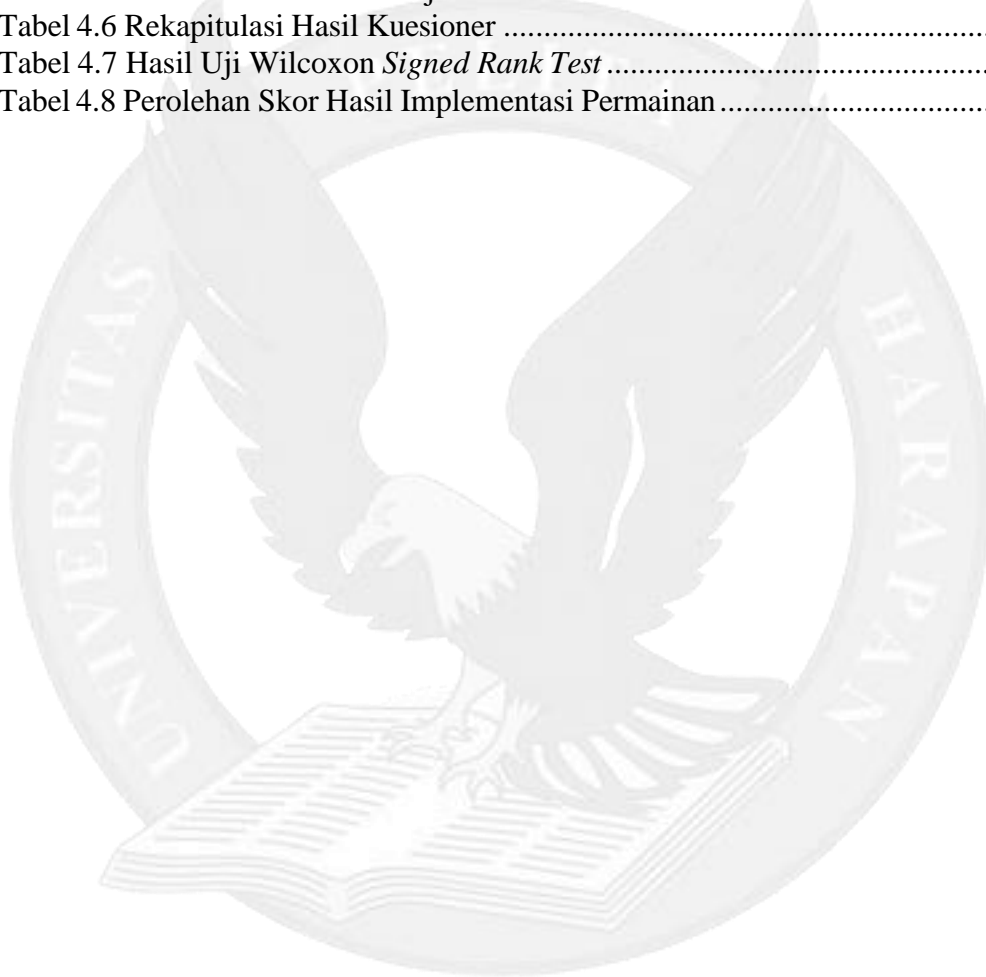 Tabel 4.6 Rekapitulasi Hasil Kuesioner ............................................................................
Tabel 4.7 Hasil Uji Wilcoxon Signed Rank Test ...............................................................
Tabel 4.8 Perolehan Skor Hasil Implementasi Permainan .................................................
UNIVERSITAS
HARAPAN